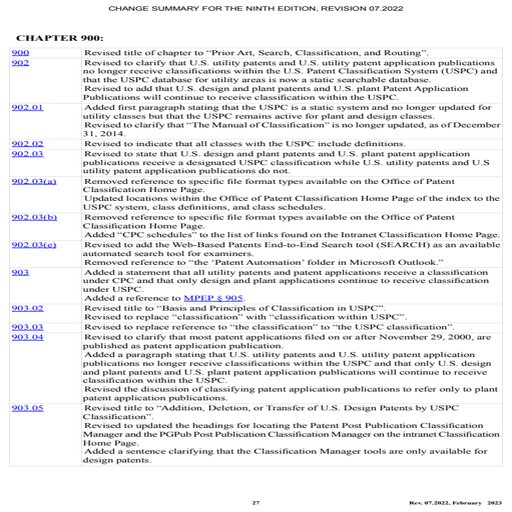 CHANGE SUMMARY FOR THE NINTH EDITION, REVISION 07.2022
CHAPTER 900:
900 Revised title of chapter to “Prior Art, Search, Classification, and Routing”.
902 Revised to clarify that U.S. utility patents and U.S. utility patent application publications
no longer receive classifications within the U.S. Patent Classification System (USPC) and
that the USPC database for utility areas is now a static searchable database.
Revised to add that U.S. design and plant patents and U.S. plant Patent Application
Publications will continue to receive classification within the USPC.
902.01 Added first paragraph stating that the USPC is a static system and no longer updated for
utility classes but that the USPC remains active for plant and design classes.
Revised to clarify that “The Manual of Classification” is no longer updated, as of December
31, 2014.
902.02 Revised to indicate that all classes with the USPC include definitions.
902.03 Revised to state that U.S. design and plant patents and U.S. plant patent application
publications receive a designated USPC classification while U.S. utility patents and U.S
utility patent application publications do not.
902.03(a) Removed reference to specific file format types available on the Office of Patent
Classification Home Page.
Updated locations within the Office of Patent Classification Home Page of the index to the
USPC system, class definitions, and class schedules.
902.03(b) Removed reference to specific file format types available on the Office of Patent
Classification Home Page.
Added “CPC schedules” to the list of links found on the Intranet Classification Home Page.
902.03(e) Revised to add the Web-Based Patents End-to-End Search tool (SEARCH) as an available
automated search tool for examiners.
Removed reference to “the ‘Patent Automation’ folder in Microsoft Outlook.”
903 Added a statement that all utility patents and patent applications receive a classification
under CPC and that only design and plant applications continue to receive classification
under USPC.
Added a reference to MPEP § 905.
903.02 Revised title to “Basis and Principles of Classification in USPC”.
Revised to replace “classification” with “classification within USPC”.
903.03 Revised to replace reference to “the classification” to “the USPC classification”.
903.04 Revised to clarify that most patent applications filed on or after November 29, 2000, are
published as patent application publication.
Added a paragraph stating that U.S. utility patents and U.S. utility patent application
publications no longer receive classifications within the USPC and that only U.S. design
and plant patents and U.S. plant patent application publications will continue to receive
classification within the USPC.
Revised the discussion of classifying patent application publications to refer only to plant
patent application publications.
903.05 Revised title to “Addition, Deletion, or Transfer of U.S. Design Patents by USPC
Classification”.
Revised to updated the headings for locating the Patent Post Publication Classification
Manager and the PGPub Post Publication Classification Manager on the intranet Classification
Home Page.
Added a sentence clarifying that the Classification Manager tools are only available for
design patents.
27 Rev. 07.2022, February 2023